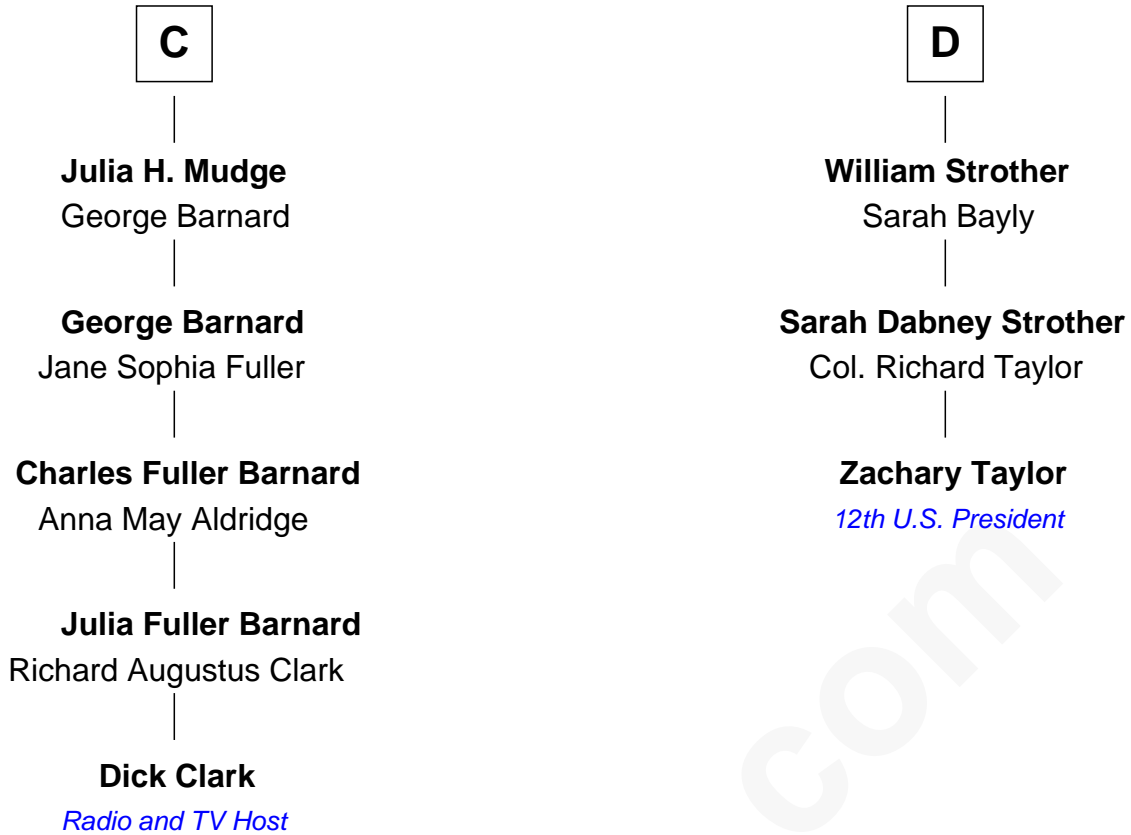 C
Julia H. Mudge
George Barnard
George Barnard
Jane Sophia Fuller
Charles Fuller Barnard
Anna May Aldridge
Julia Fuller Barnard
Richard Augustus Clark
Dick Clark
Radio and TV Host
D
William Strother
Sarah Bayly
Sarah Dabney Strother
Col. Richard Taylor
Zachary Taylor
12th U.S. President
com